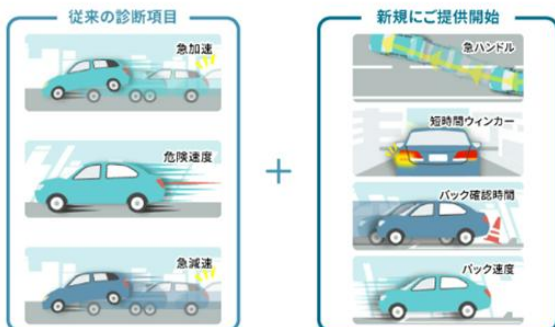 従来の診断項目
急加速
危険速度
急減速
+
新規にご提供開始
急ハンドル
短時間ウィンカー
バック確認時間
バック速度